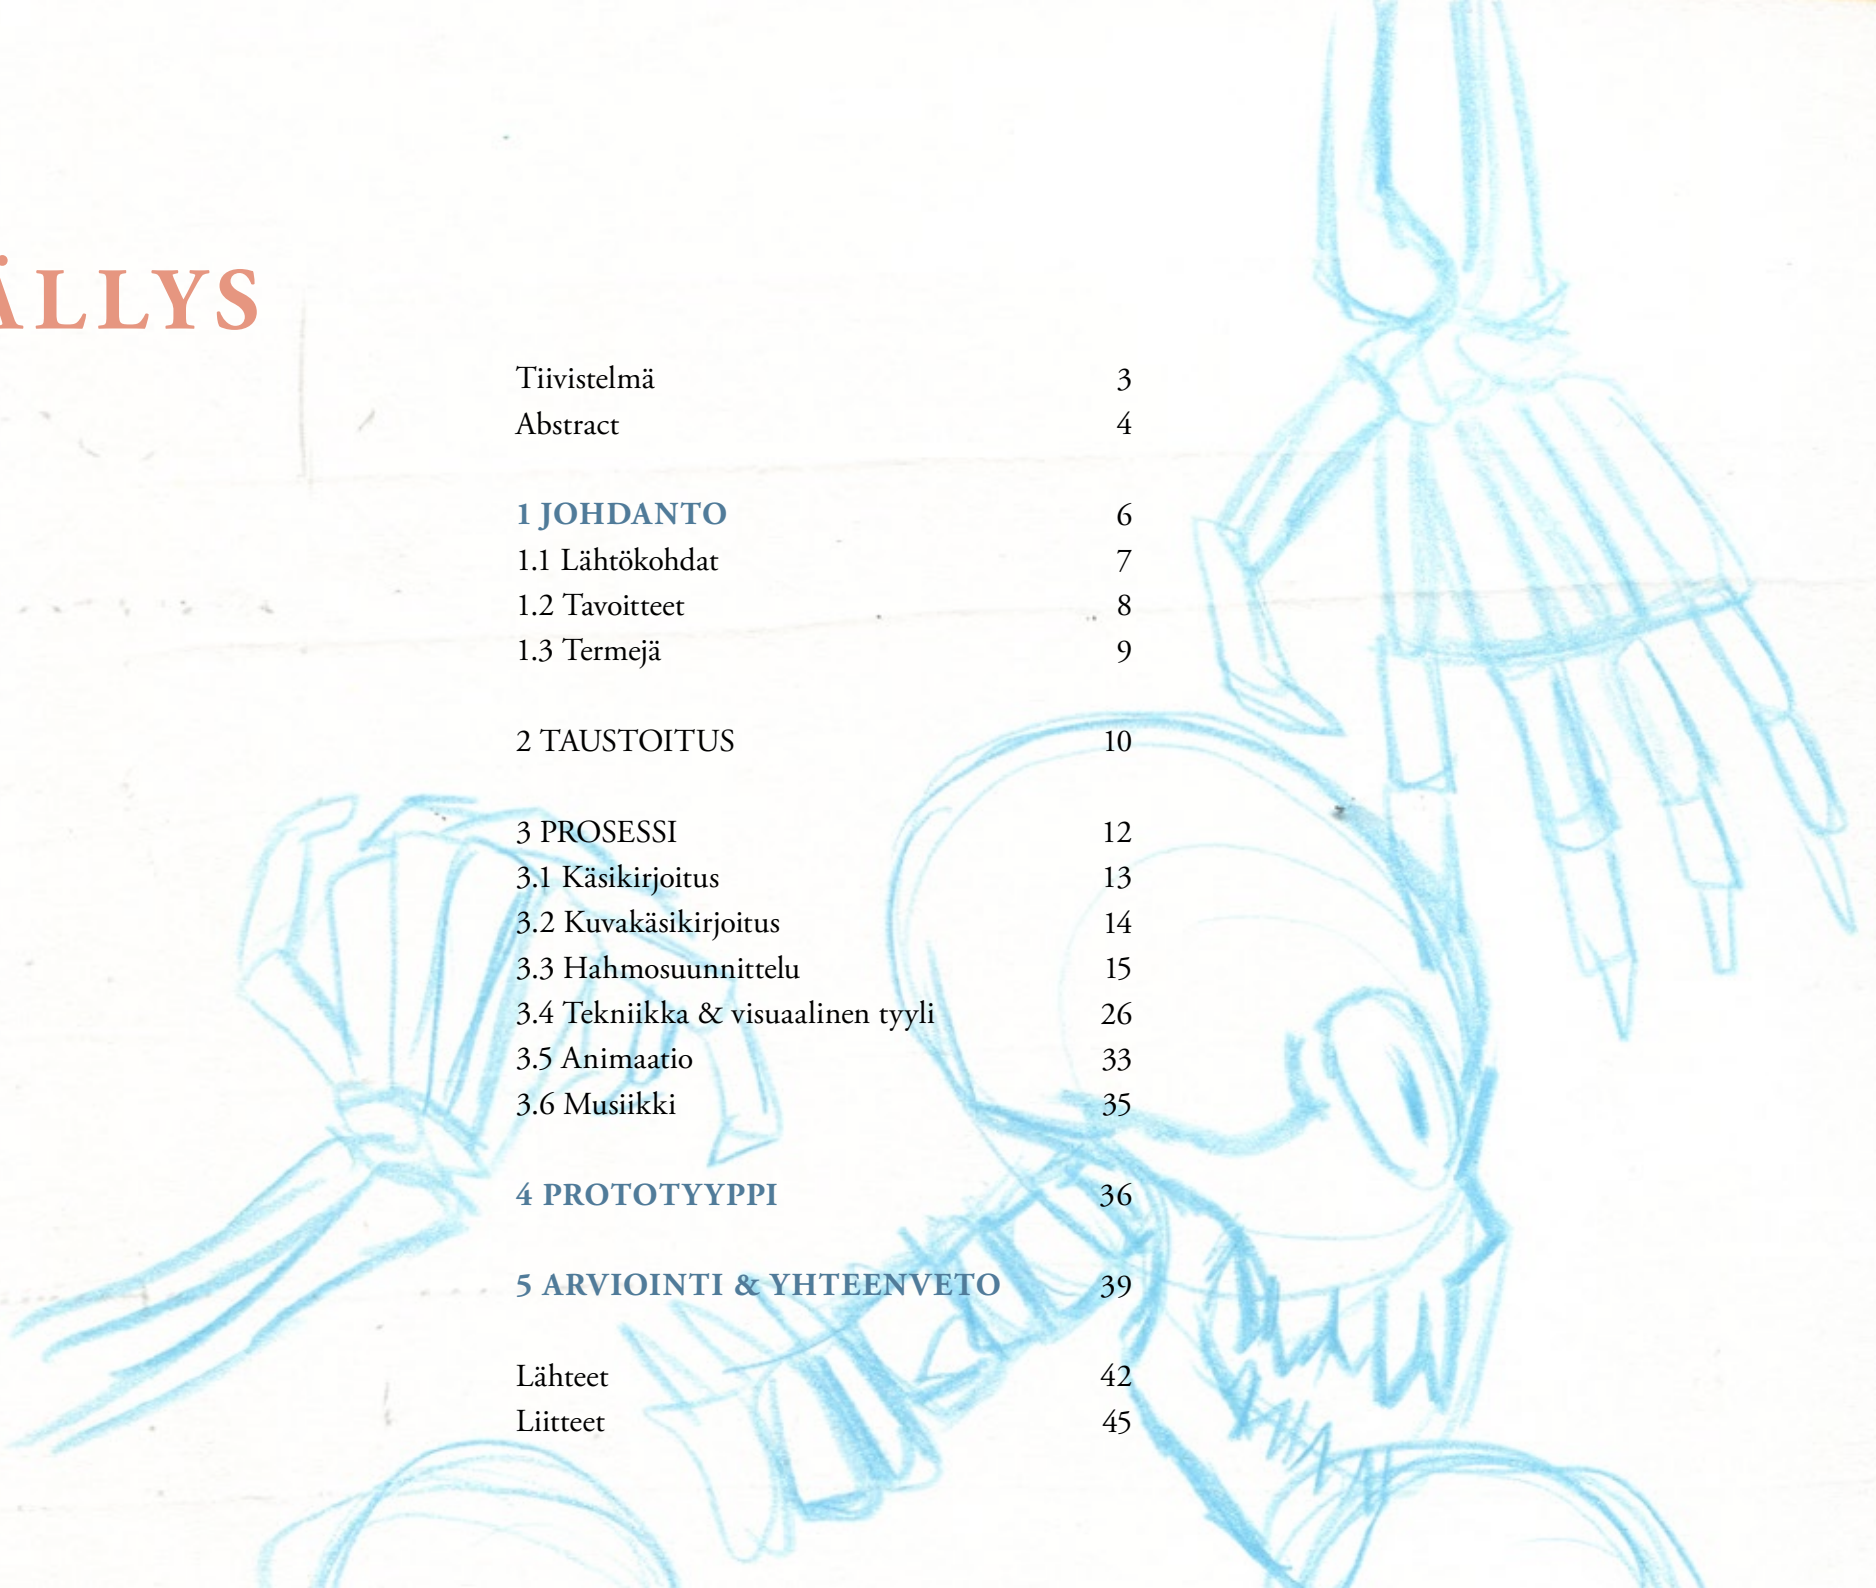 ÄLLYS
Tiivistelmä 3
Abstract 4
1 JOHDANTO 6
1.1 Lähtökohdat 7
1.2 Tavoitteet 8
1.3 Termejä 9
2 TAUSTOITUS 10
3 PROSESSI 12
3.1 Käsikirjoitus 13
3.2 Kuvakäsikirjoitus 14
3.3 Hahmosuunnittelu 15
3.4 Tekniikka & visuaalinen tyyli 26
3.5 Animaatio 33
3.6 Musiikki 35
4 PROTOTYYPPI 36
5 ARVIOINTI & YHTEENVETO 39
Lähteet 42
Liitteet 45